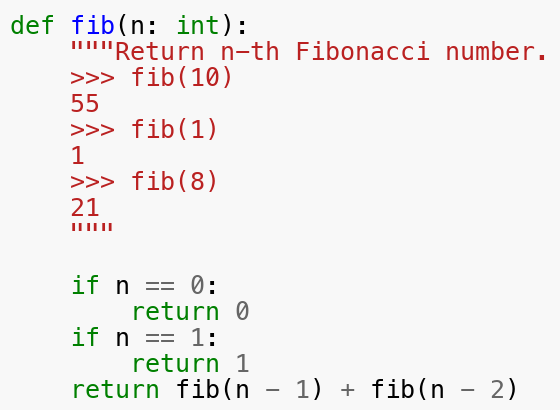 def fib(n: int):
    """Return n-th Fibonacci number.
    >>> fib(10)
    55
    >>> fib(1)
    1
    >>> fib(8)
    21
    """

    if n == 0:
        return 0
    if n == 1:
        return 1
    return fib(n - 1) + fib(n - 2)